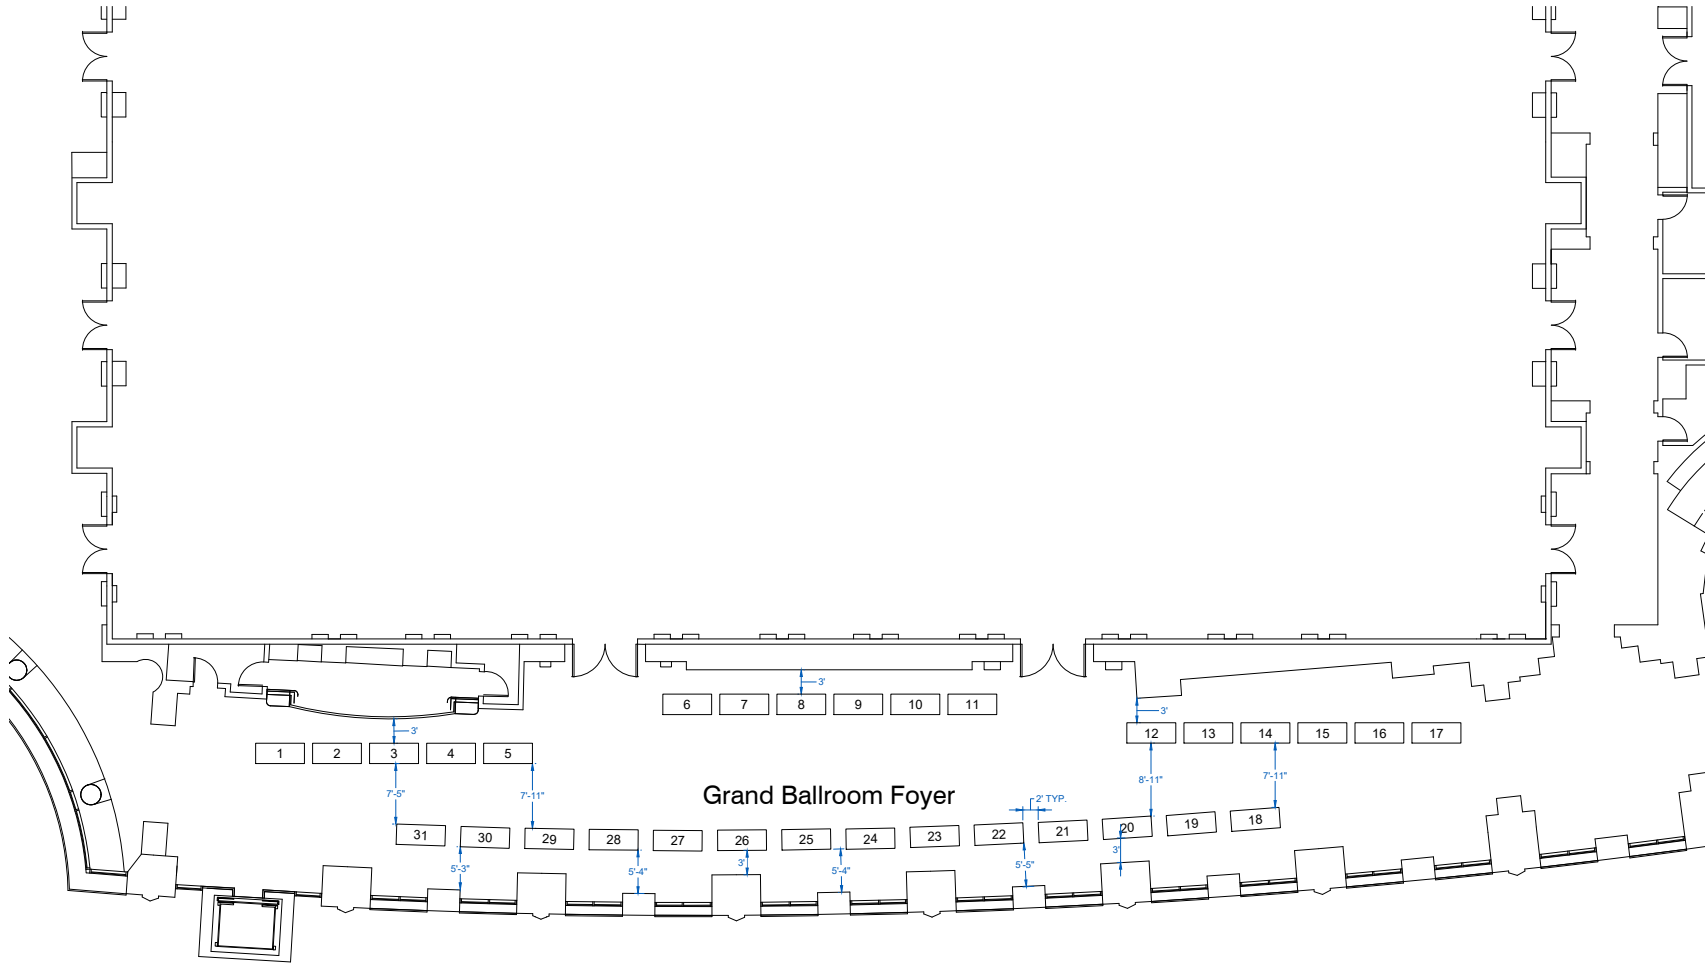 3'
6 7 8 9 10 11
3'
3'
12 13 14 15 16 17
1 2 3 4 5
7'-5"
7'-11"
8'-11"
7'-11"
Grand Ballroom Foyer
2' TYP.
31 30 29 28 27 26 25 24 23 22 21 20 19 18
5'-3"
5'-4"
3'
5'-4"
5'-5"
3'